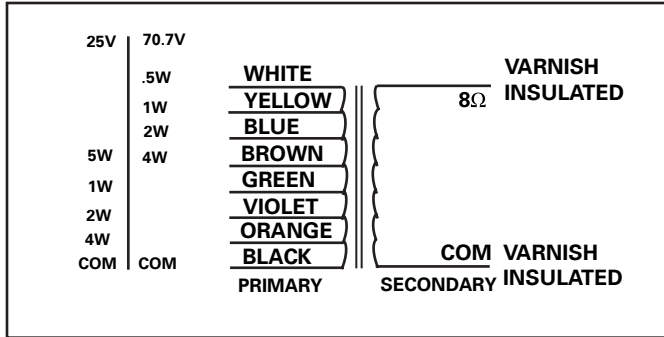 25V 70.7V
.5W WHITE VARNISH
1W YELLOW 8Ω INSULATED
2W BLUE
5W 4W BROWN
1W GREEN
2W VIOLET
4W ORANGE
COM COM BLACK COM VARNISH
PRIMARY SECONDARY INSULATED